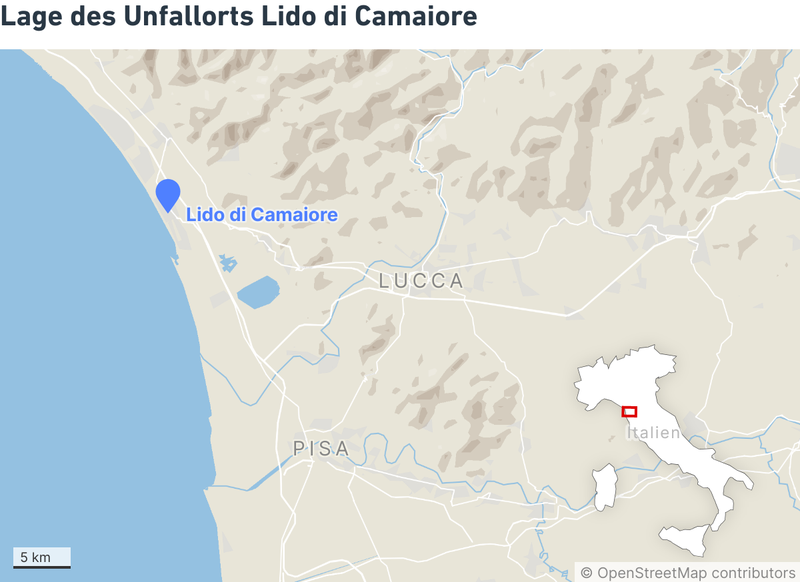 Lage des Unfallorts Lido di Camaiore
Lido di Camaiore
LUCCA
Italien
PISA
5 km
© OpenStreetMap contributors